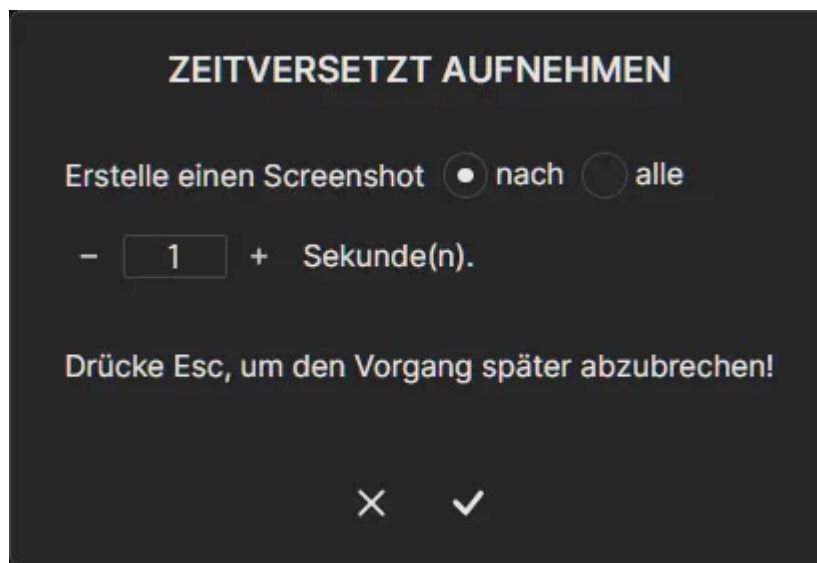 ZEITVERSETZT AUFNEHMEN
Erstelle einen Screenshot nach alle
− 1 + Sekunde(n).
Drücke Esc, um den Vorgang später abzubrechen!